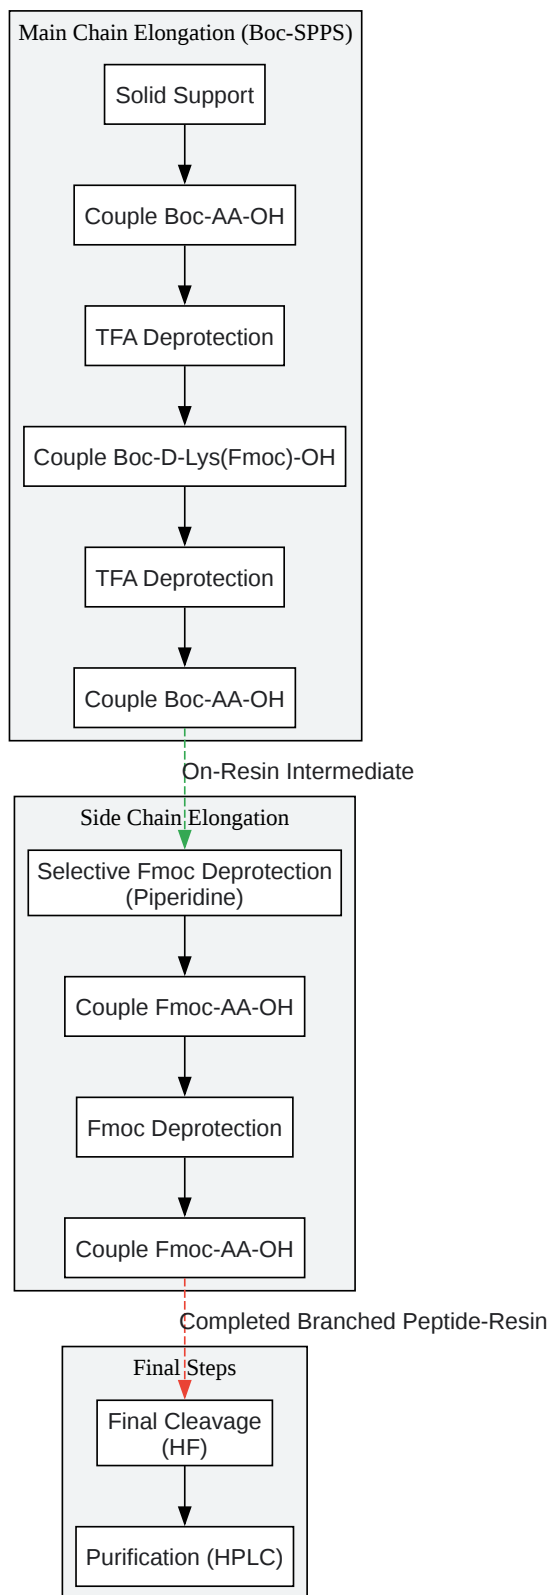 Main Chain Elongation (Boc-SPPS)
Solid Support
Couple Boc-AA-OH
TFA Deprotection
Couple Boc-D-Lys(Fmoc)-OH
TFA Deprotection
Couple Boc-AA-OH
On-Resin Intermediate
Side Chain Elongation
Selective Fmoc Deprotection
(Piperidine)
Couple Fmoc-AA-OH
Fmoc Deprotection
Couple Fmoc-AA-OH
Completed Branched Peptide-Resin
Final Steps
Final Cleavage
(HF)
Purification (HPLC)